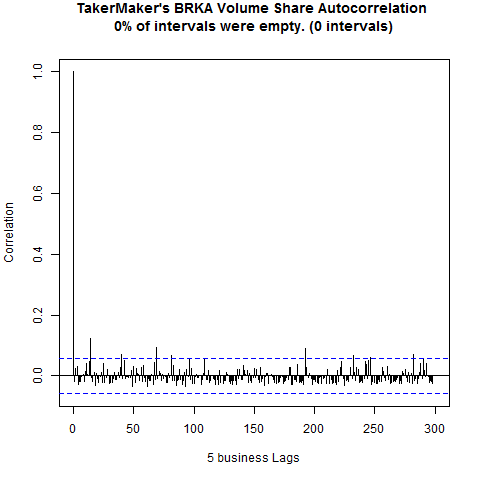 TakerMaker's BRKA Volume Share Autocorrelation
0% of intervals were empty. (0 intervals)
Correlation
1.0
0.8
0.6
0.4
0.2
0.0
0 50 100 150 200 250 300
5 business Lags